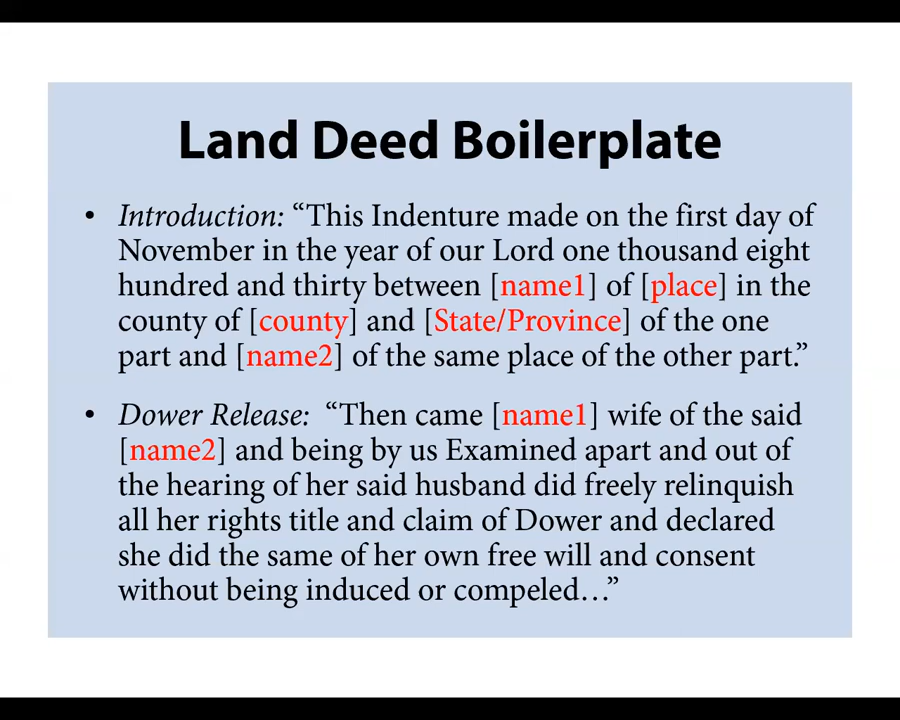 Land Deed Boilerplate
• Introduction: “This Indenture made on the first day of
November in the year of our Lord one thousand eight
hundred and thirty between [name1] of [place] in the
county of [county] and [State/Province] of the one
part and [name2] of the same place of the other part.”
• Dower Release: “Then came [name1] wife of the said
[name2] and being by us Examined apart and out of
the hearing of her said husband did freely relinquish
all her rights title and claim of Dower and declared
she did the same of her own free will and consent
without being induced or compeled…”